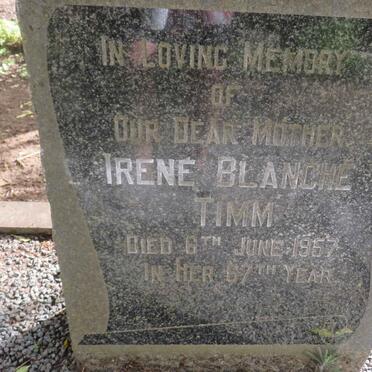 IN LOVING MEMORY
OF
OUR DEAR MOTHER
IRENE BLANCHE
TIMM
DIED 6TH JUNE 1967
IN HER 67TH YEAR